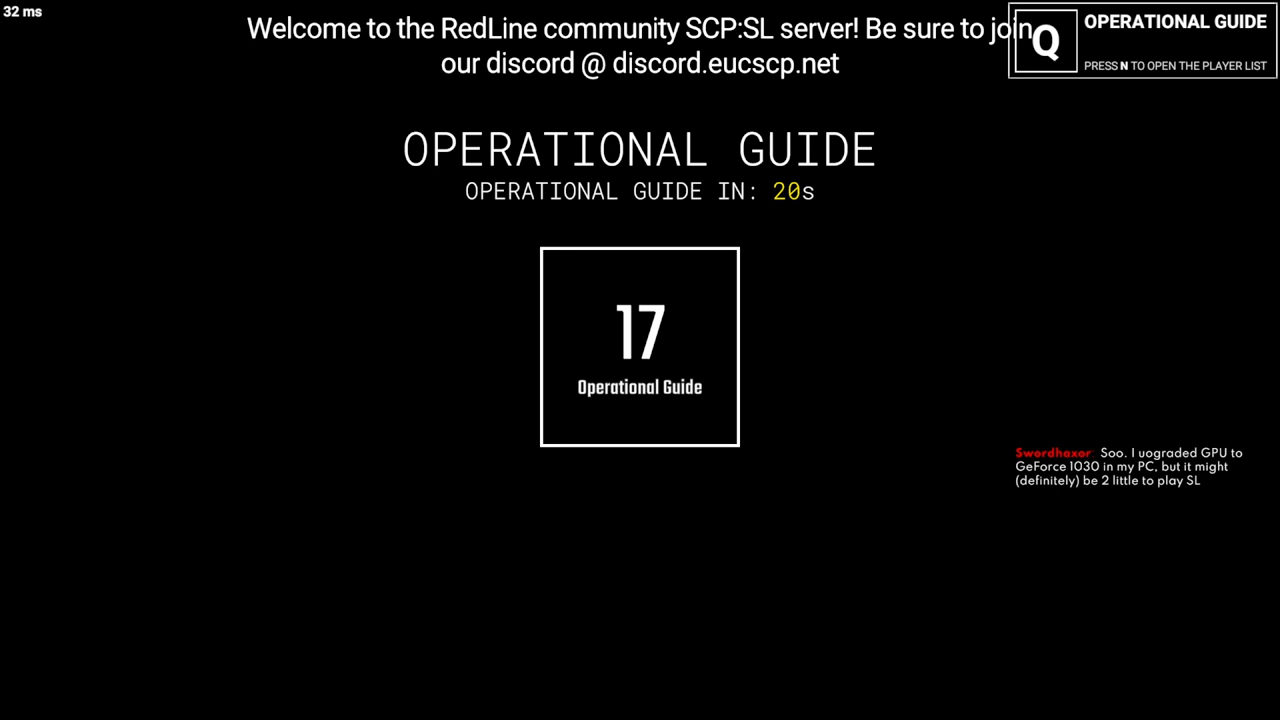 32 ms
Welcome to the RedLine community SCP:SL server! Be sure to join
our discord @ discord.eucscp.net
Q
OPERATIONAL GUIDE
PRESS N TO OPEN THE PLAYER LIST
OPERATIONAL GUIDE
OPERATIONAL GUIDE IN: 20s
17
Operational Guide
Swordhaxor: Soo. I uograded GPU to
GeForce 1030 in my PC, but it might
(definitely) be 2 little to play SL